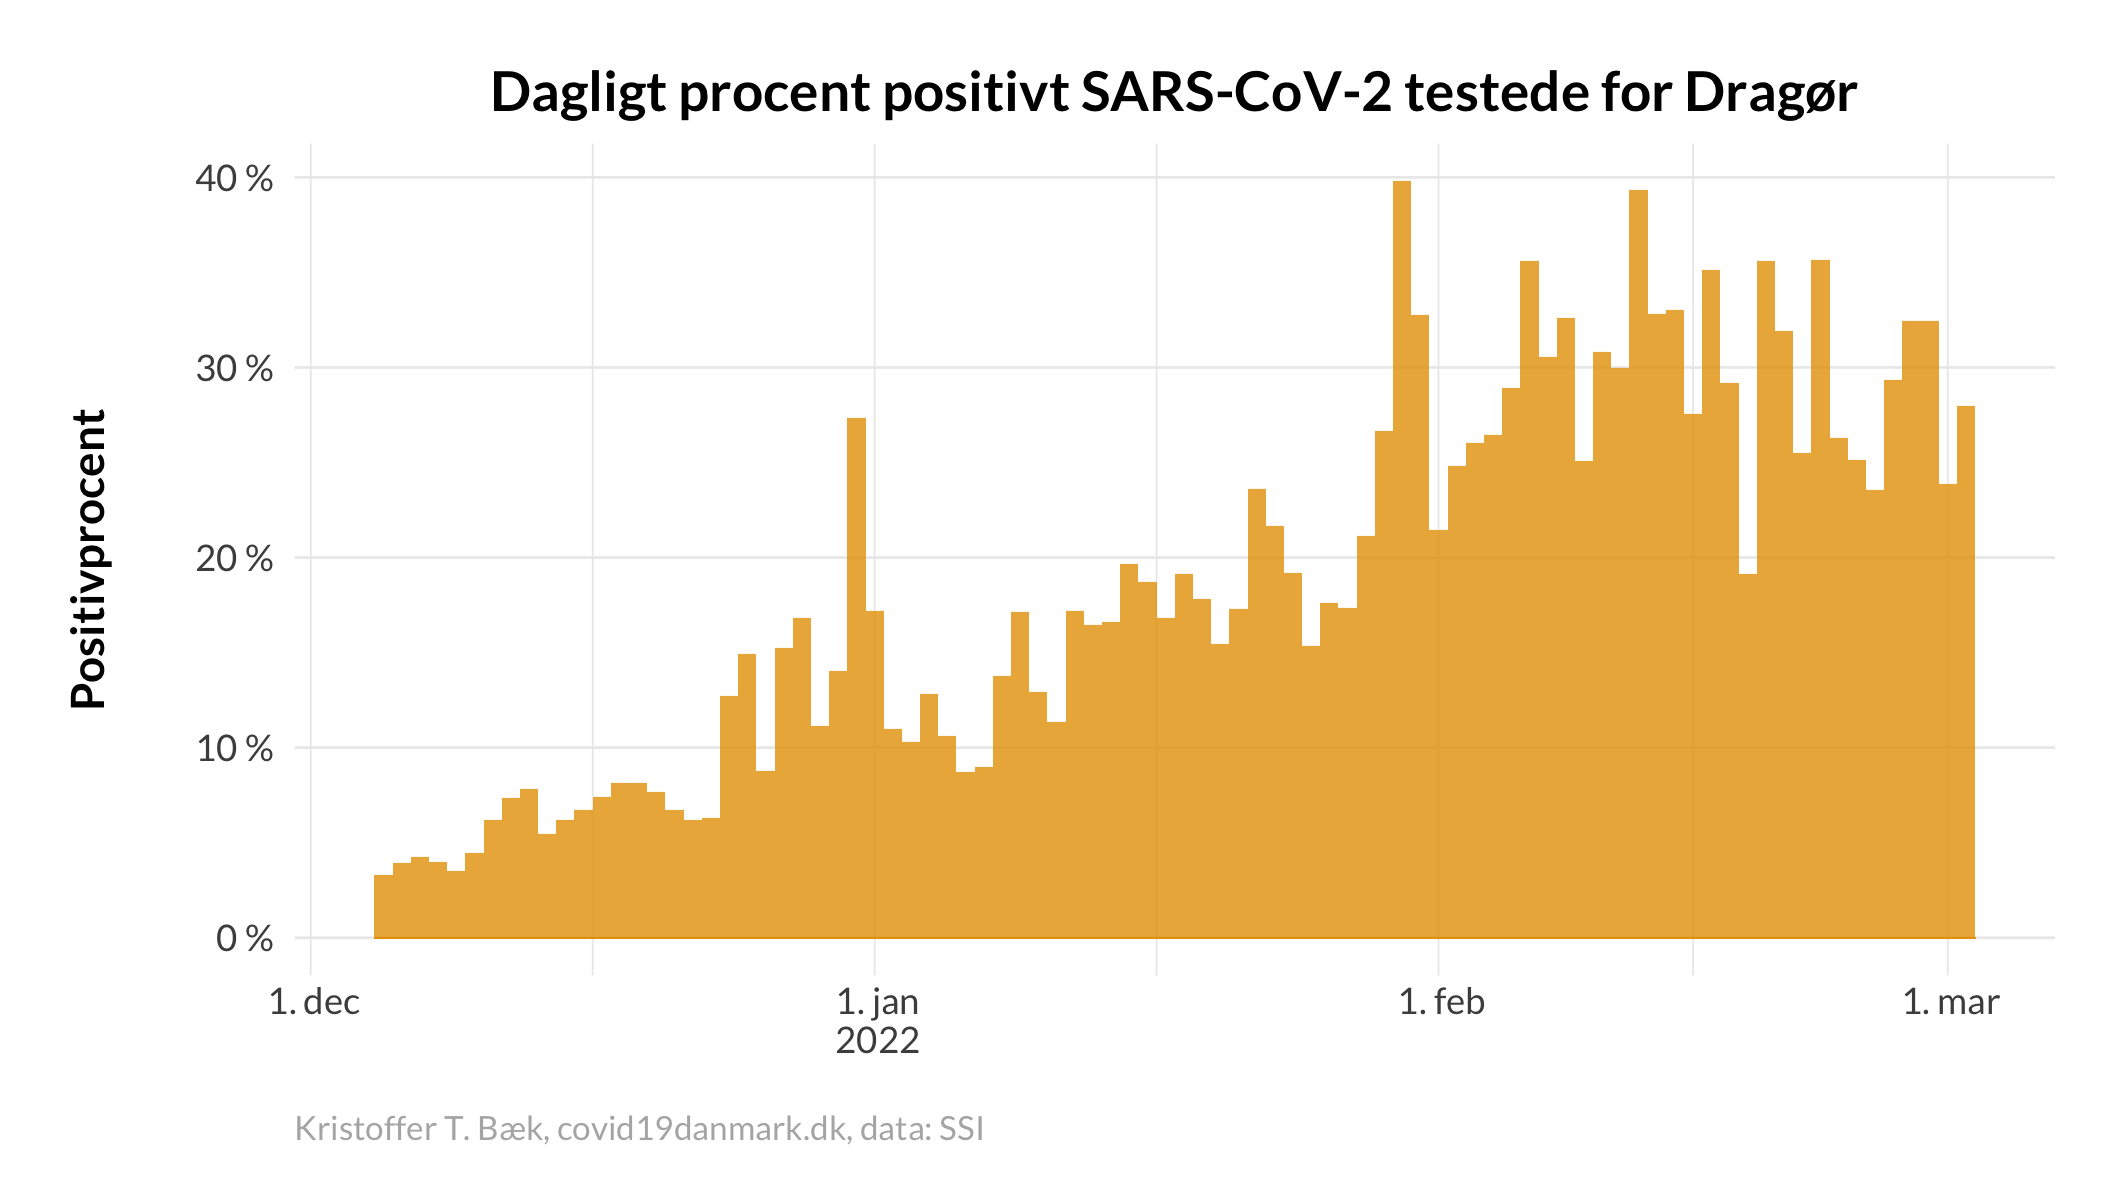 Dagligt procent positivt SARS-CoV-2 testede for Dragør
Positivprocent
40 %
30 %
20 %
10 %
0 %
1. dec
1. jan
2022
1. feb
1. mar
Kristoffer T. Bæk, covid19danmark.dk, data: SSI